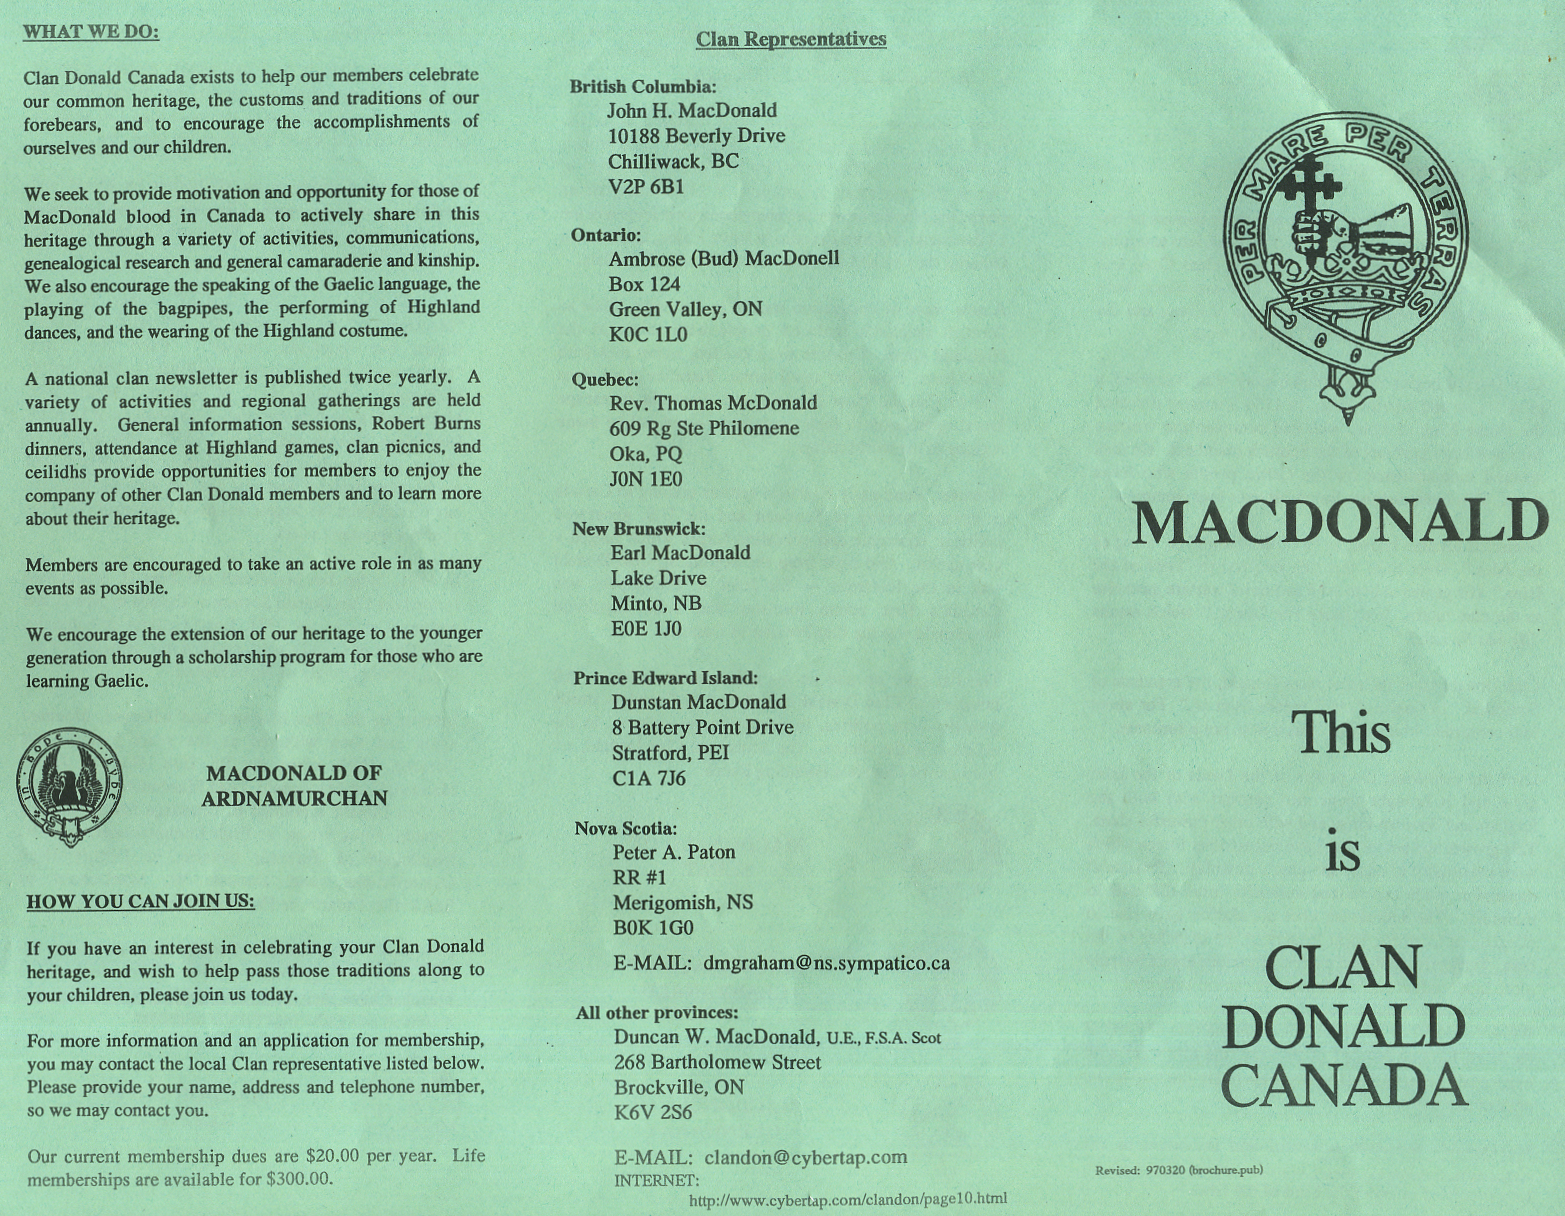 WHAT WE DO:
Clan Donald Canada exists to help our members celebrate
our common heritage, the customs and traditions of our
forebears, and to encourage the accomplishments of
ourselves and our children.
We seek to provide motivation and opportunity for those of
MacDonald blood in Canada to actively share in this
heritage through a variety of activities, communications,
genealogical research and general camaraderie and kinship.
We also encourage the speaking of the Gaelic language, the
playing of the bagpipes, the performing of Highland
dances, and the wearing of the Highland costume.
A national clan newsletter is published twice yearly. A
variety of activities and regional gatherings are held
annually. General information sessions, Robert Burns
dinners, attendance at Highland games, clan picnics, and
ceilidhs provide opportunities for members to enjoy the
company of other Clan Donald members and to learn more
about their heritage.
Members are encouraged to take an active role in as many
events as possible.
We encourage the extension of our heritage to the younger
generation through a scholarship program for those who are
learning Gaelic.
in · hope · i · byde
MACDONALD OF
ARDNAMURCHAN
HOW YOU CAN JOIN US:
If you have an interest in celebrating your Clan Donald
heritage, and wish to help pass those traditions along to
your children, please join us today.
For more information and an application for membership,
you may contact the local Clan representative listed below.
Please provide your name, address and telephone number,
so we may contact you.
Our current membership dues are $20.00 per year. Life
memberships are available for $300.00.
Clan Representatives
British Columbia:
John H. MacDonald
10188 Beverly Drive
Chilliwack, BC
V2P 6B1
Ontario:
Ambrose (Bud) MacDonell
Box 124
Green Valley, ON
K0C 1L0
Quebec:
Rev. Thomas McDonald
609 Rg Ste Philomene
Oka, PQ
J0N 1E0
New Brunswick:
Earl MacDonald
Lake Drive
Minto, NB
E0E 1J0
Prince Edward Island:
Dunstan MacDonald
8 Battery Point Drive
Stratford, PEI
C1A 7J6
Nova Scotia:
Peter A. Paton
RR #1
Merigomish, NS
B0K 1G0
E-MAIL: dmgraham@ns.sympatico.ca
All other provinces:
Duncan W. MacDonald, U.E., F.S.A. Scot
268 Bartholomew Street
Brockville, ON
K6V 2S6
E-MAIL: clandon@cybertap.com
INTERNET:
http://www.cybertap.com/clandon/page10.html
PER MARE PER TERRAS
MACDONALD
This
is
CLAN
DONALD
CANADA
Revised: 970320 (brochure.pub)